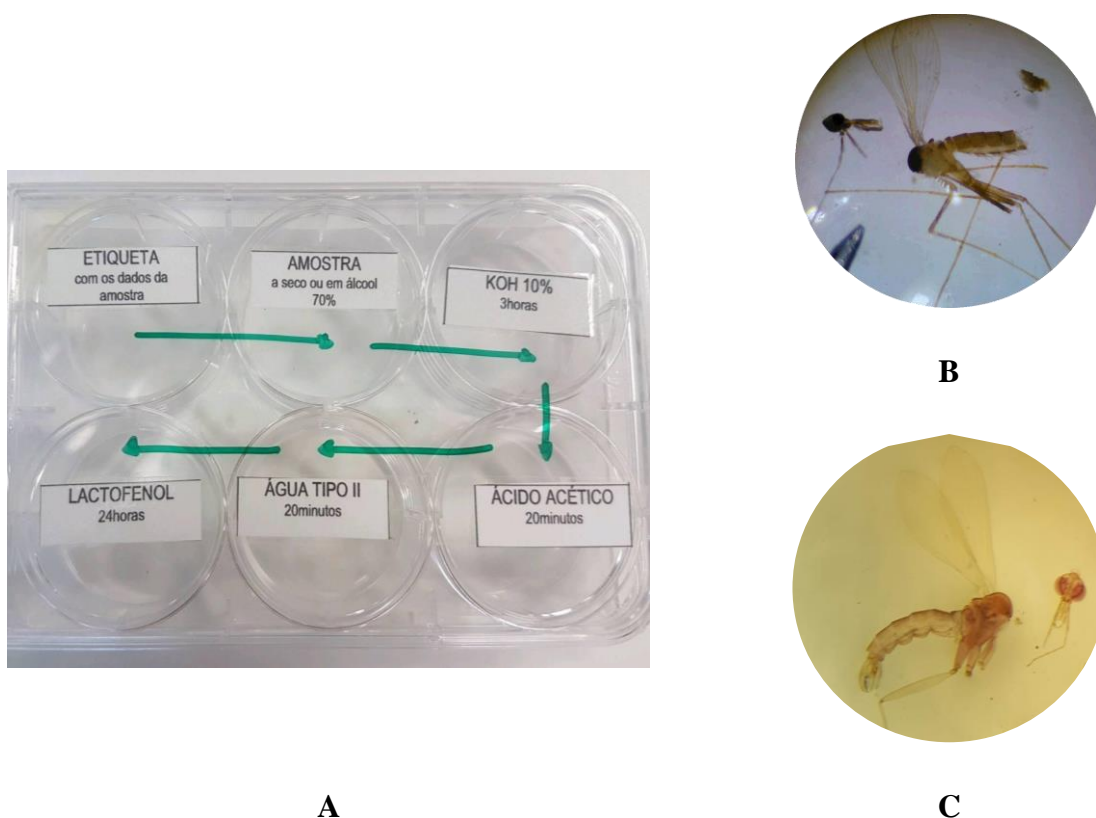 ETIQUETA
com os dados da
amostra
AMOSTRA
a seco ou em álcool
70%
KOH 10%
3horas
LACTOFENOL
24horas
ÁGUA TIPO II
20minutos
ÁCIDO ACÉTICO
20minutos
A
B
C